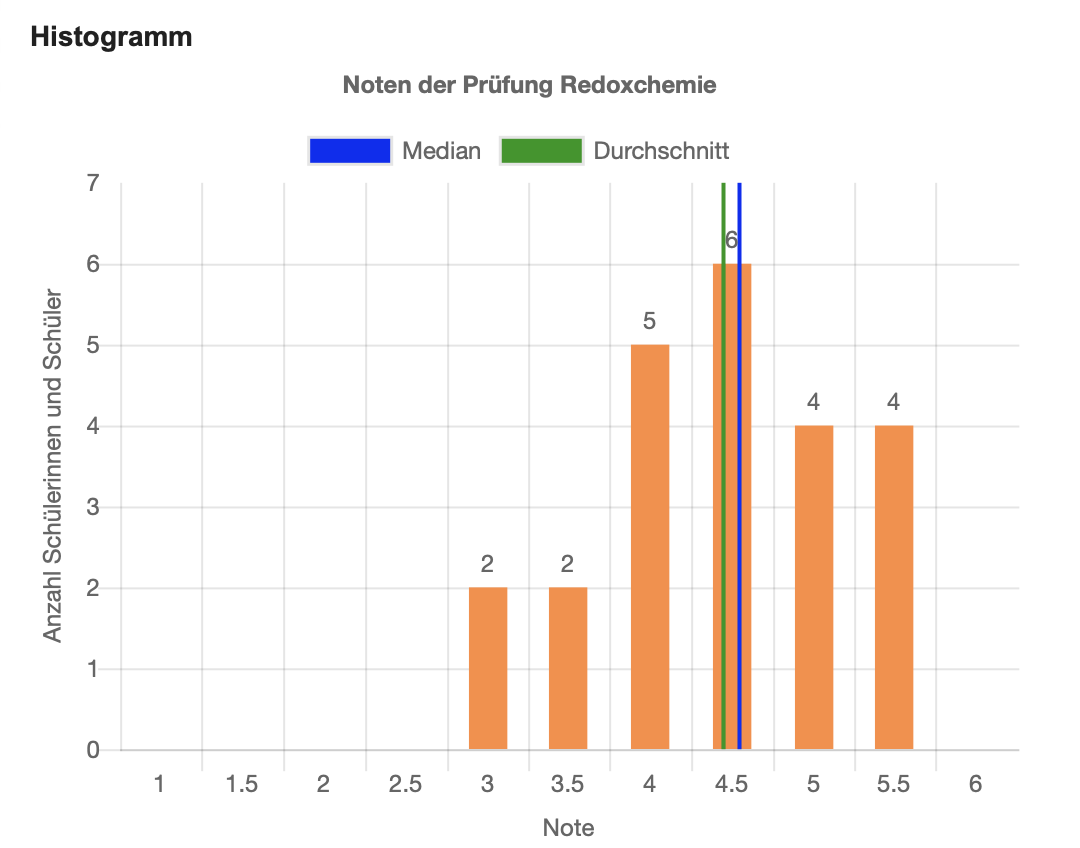 Histogramm
Noten der Prüfung Redoxchemie
Median Durchschnitt
7
6
5
4
3
2
1
0
Anzahl Schülerinnen und Schüler
2 2 5 6 4 4
1 1.5 2 2.5 3 3.5 4 4.5 5 5.5 6
Note